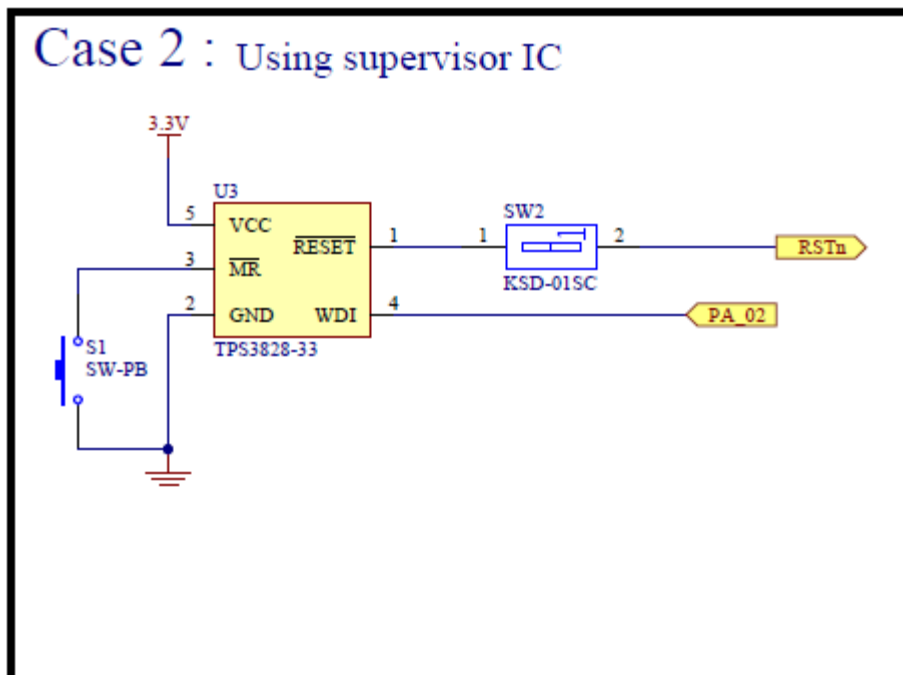 Case 2 : Using supervisor IC
3.3V
U3
5 VCC
RESET 1
3 MR
2 GND
WDI 4
TPS3828-33
SW2
1 2
KSD-01SC
RSTn
PA_02
S1
SW-PB